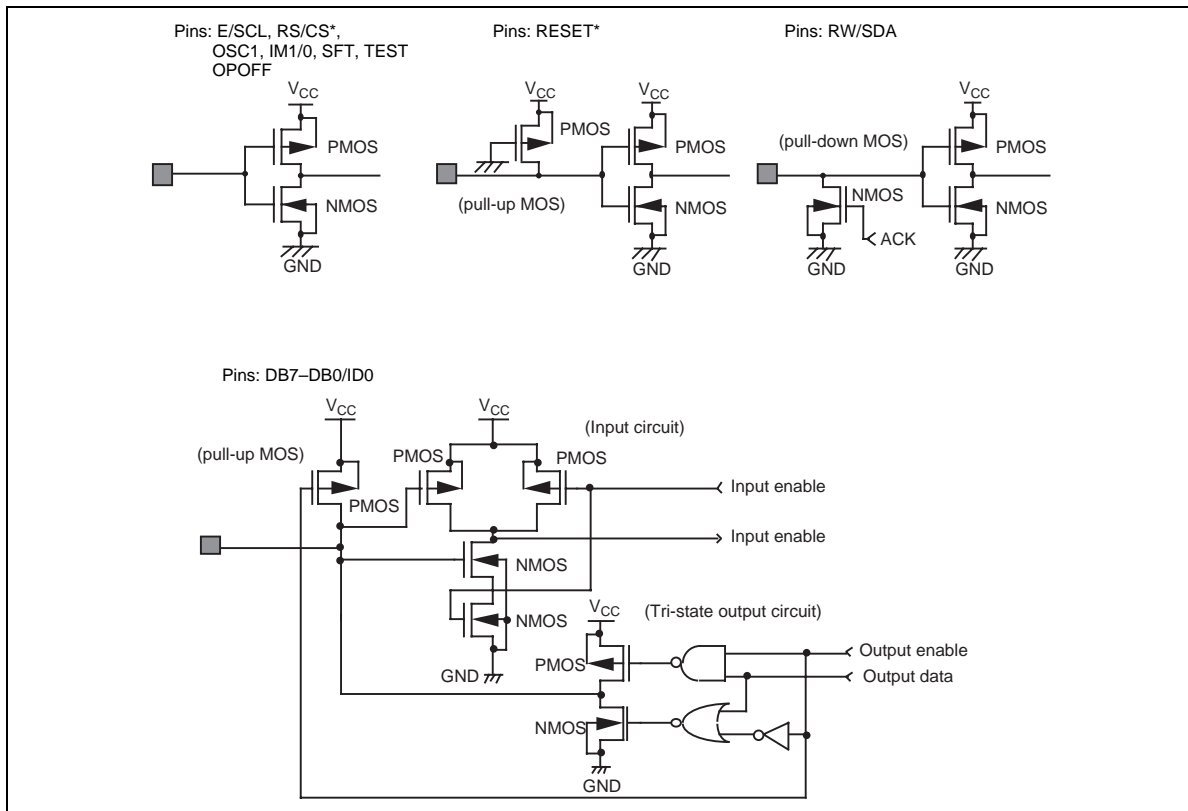 Pins: E/SCL, RS/CS*,
OSC1, IM1/0, SFT, TEST
OPOFF
VCC
PMOS
NMOS
GND
Pins: RESET*
VCC
PMOS
(pull-up MOS)
VCC
PMOS
NMOS
GND
Pins: RW/SDA
(pull-down MOS)
NMOS
ACK
GND
VCC
PMOS
NMOS
GND
Pins: DB7–DB0/ID0
VCC
(pull-up MOS)
PMOS
VCC
(Input circuit)
PMOS
PMOS
Input enable
Input enable
NMOS
NMOS
GND
(Tri-state output circuit)
VCC
PMOS
Output enable
Output data
NMOS
GND